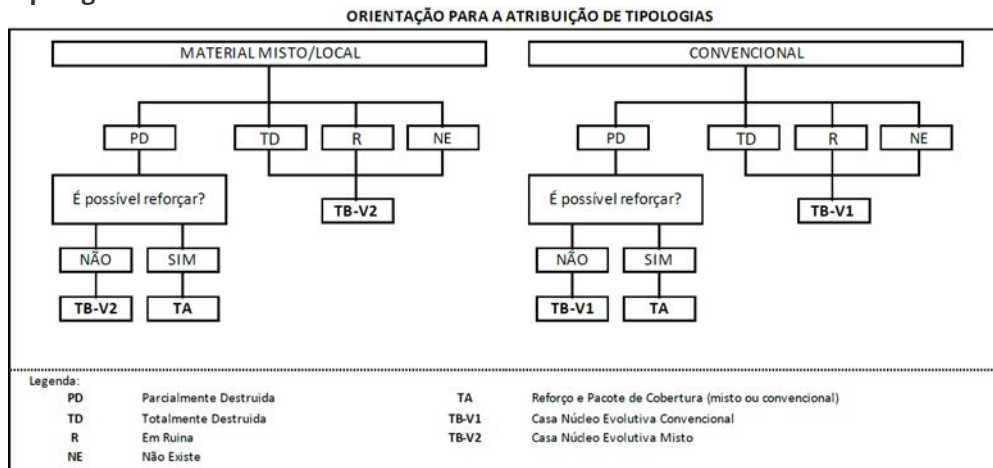 ORIENTAÇÃO PARA A ATRIBUIÇÃO DE TIPOLOGIAS
MATERIAL MISTO/LOCAL
PD TD R NE
É possível reforçar?
TB-V2
NÃO SIM
TB-V2 TA
CONVENCIONAL
PD TD R NE
É possível reforçar?
TB-V1
NÃO SIM
TB-V1 TA
Legenda:
PD Parcialmente Destruida
TD Totalmente Destruida
R Em Ruina
NE Não Existe
TA Reforço e Pacote de Cobertura (misto ou convencional)
TB-V1 Casa Núcleo Evolutiva Convencional
TB-V2 Casa Núcleo Evolutiva Misto